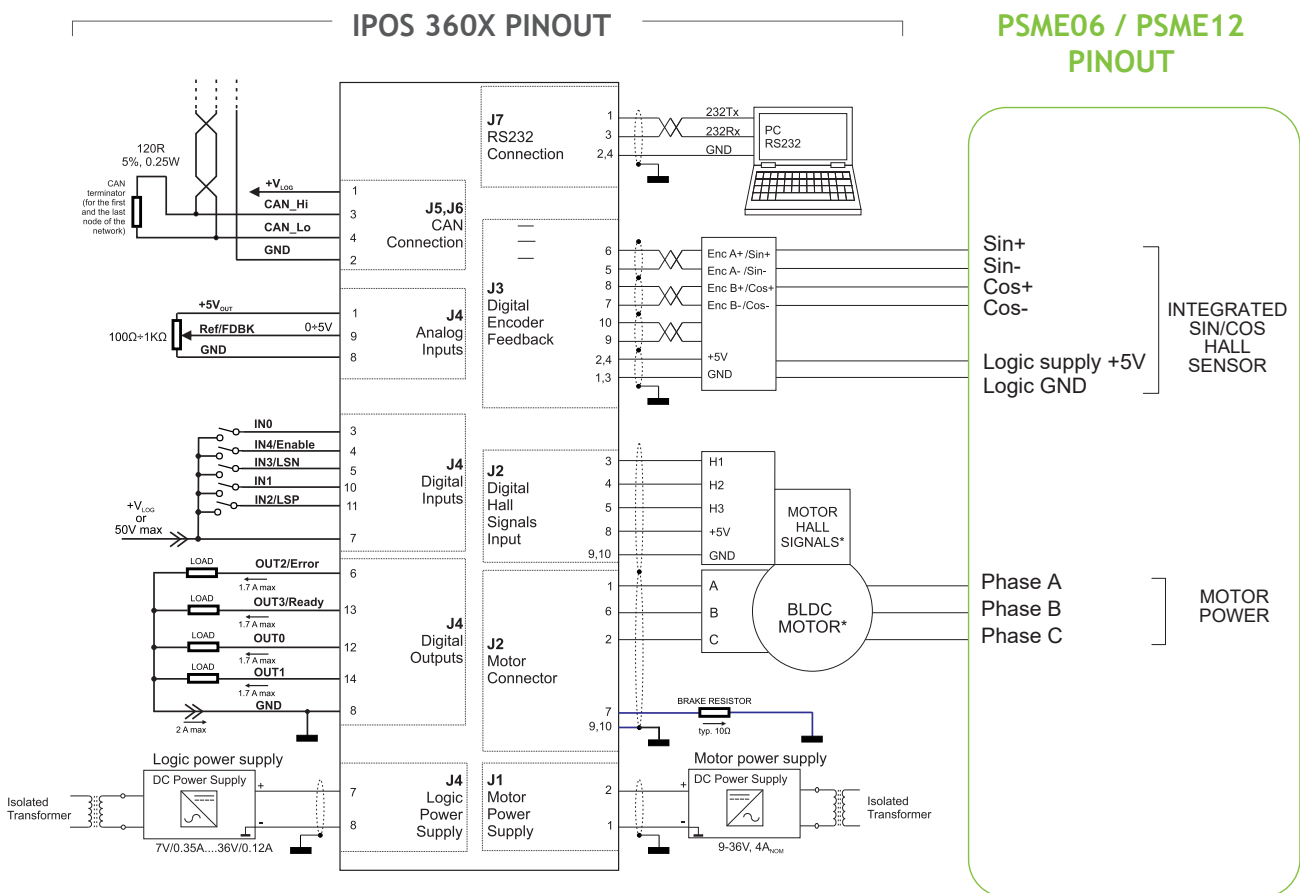 IPOS 360X PINOUT
PSME06 / PSME12
PINOUT
120R
5%, 0.25W
CAN
terminator
(for the first
and the last
node of the
network)
+V_LOG
CAN_Hi
CAN_Lo
GND
1
3
4
2
J5,J6
CAN
Connection
+5V_OUT
Ref/FDBK
0÷5V
GND
100Ω÷1KΩ
1
9
8
J4
Analog
Inputs
IN0
IN4/Enable
IN3/LSN
IN1
IN2/LSP
+V_LOG
or
50V max
3
4
5
10
11
7
J4
Digital
Inputs
LOAD
OUT2/Error
1.7 A max
LOAD
OUT3/Ready
1.7 A max
LOAD
OUT0
1.7 A max
LOAD
OUT1
1.7 A max
GND
2 A max
6
13
12
14
8
J4
Digital
Outputs
Logic power supply
DC Power Supply
+
-
Isolated
Transformer
7V/0.35A....36V/0.12A
7
8
J4
Logic
Power
Supply
J7
RS232
Connection
1
3
2,4
232Tx
232Rx
GND
PC
RS232
J3
Digital
Encoder
Feedback
6
5
8
7
10
9
2,4
1,3
Enc A+/Sin+
Enc A- /Sin-
Enc B+/Cos+
Enc B-/Cos-
+5V
GND
J2
Digital
Hall
Signals
Input
3
4
5
8
9,10
H1
H2
H3
+5V
GND
MOTOR
HALL
SIGNALS*
J2
Motor
Connector
1
6
2
7
9,10
A
B
C
BLDC
MOTOR*
BRAKE RESISTOR
typ. 10Ω
J1
Motor
Power
Supply
2
1
Motor power supply
+
-
DC Power Supply
9-36V, 4A_NOM
Isolated
Transformer
Sin+
Sin-
Cos+
Cos-
Logic supply +5V
Logic GND
INTEGRATED
SIN/COS
HALL
SENSOR
Phase A
Phase B
Phase C
MOTOR
POWER